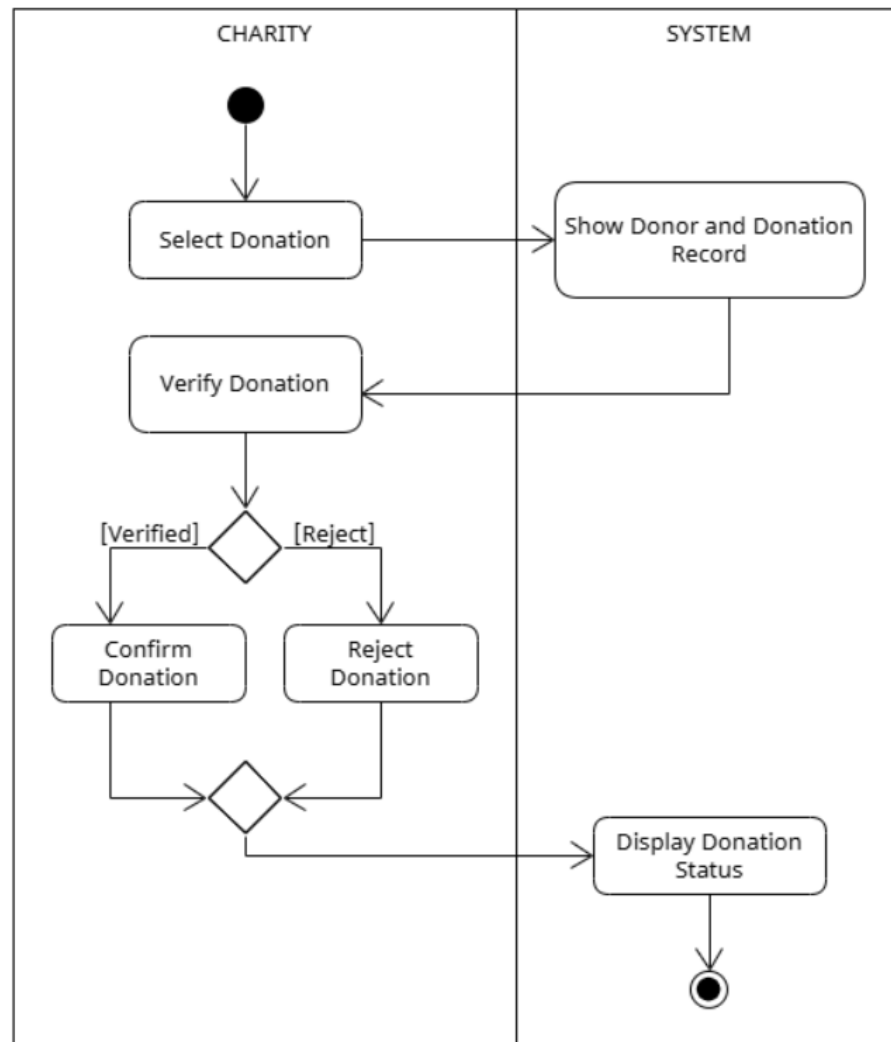 CHARITY
SYSTEM
Select Donation
Show Donor and Donation
Record
Verify Donation
[Verified]
[Reject]
Confirm
Donation
Reject
Donation
Display Donation
Status